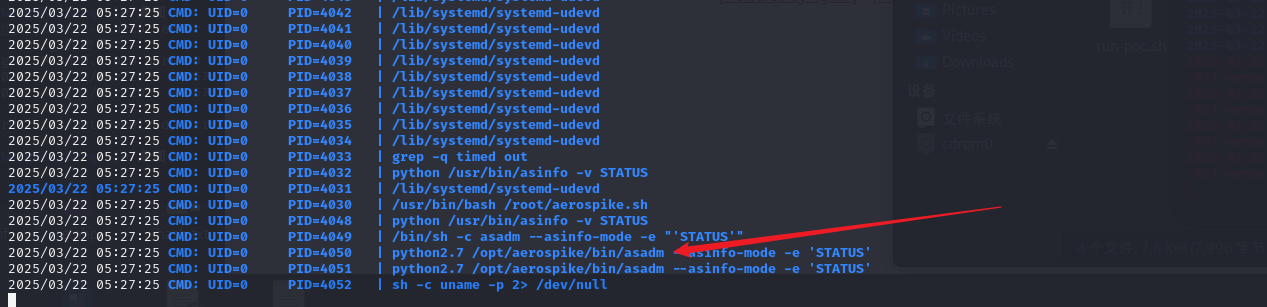 2025/03/22 05:27:25 CMD: UID=0     PID=4042   | /lib/systemd/systemd-udevd
2025/03/22 05:27:25 CMD: UID=0     PID=4041   | /lib/systemd/systemd-udevd
2025/03/22 05:27:25 CMD: UID=0     PID=4040   | /lib/systemd/systemd-udevd
2025/03/22 05:27:25 CMD: UID=0     PID=4039   | /lib/systemd/systemd-udevd
2025/03/22 05:27:25 CMD: UID=0     PID=4038   | /lib/systemd/systemd-udevd
2025/03/22 05:27:25 CMD: UID=0     PID=4037   | /lib/systemd/systemd-udevd
2025/03/22 05:27:25 CMD: UID=0     PID=4036   | /lib/systemd/systemd-udevd
2025/03/22 05:27:25 CMD: UID=0     PID=4035   | /lib/systemd/systemd-udevd
2025/03/22 05:27:25 CMD: UID=0     PID=4034   | /lib/systemd/systemd-udevd
2025/03/22 05:27:25 CMD: UID=0     PID=4033   | grep -q timed out
2025/03/22 05:27:25 CMD: UID=0     PID=4032   | python /usr/bin/asinfo -v STATUS
2025/03/22 05:27:25 CMD: UID=0     PID=4031   | /lib/systemd/systemd-udevd
2025/03/22 05:27:25 CMD: UID=0     PID=4030   | /usr/bin/bash /root/aerospike.sh
2025/03/22 05:27:25 CMD: UID=0     PID=4048   | python /usr/bin/asinfo -v STATUS
2025/03/22 05:27:25 CMD: UID=0     PID=4049   | /bin/sh -c asadm --asinfo-mode -e "'STATUS'"
2025/03/22 05:27:25 CMD: UID=0     PID=4050   | python2.7 /opt/aerospike/bin/asadm --asinfo-mode -e 'STATUS'
2025/03/22 05:27:25 CMD: UID=0     PID=4051   | python2.7 /opt/aerospike/bin/asadm --asinfo-mode -e 'STATUS'
2025/03/22 05:27:25 CMD: UID=0     PID=4052   | sh -c uname -p 2> /dev/null
Pictures
Videos
Downloads
设备
文件系统
cdrom0
run-poc.sh